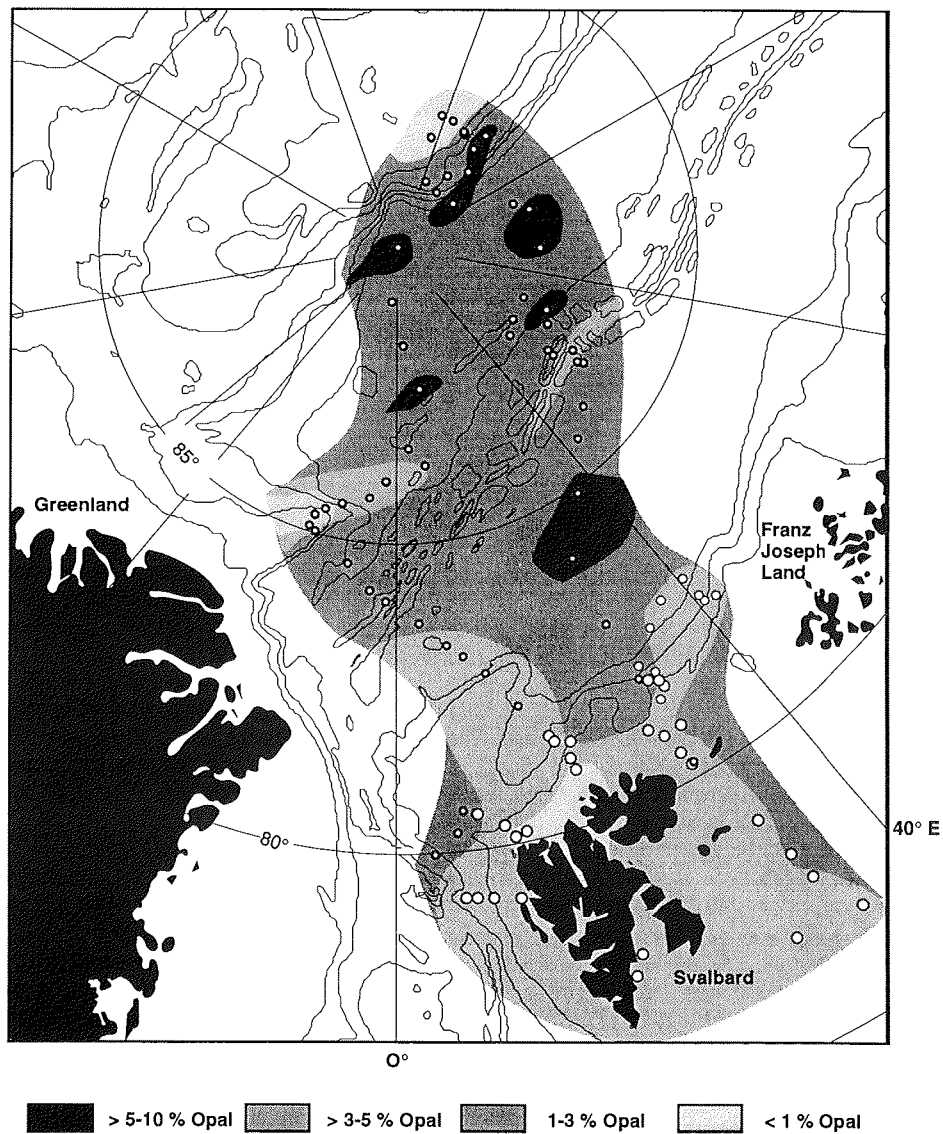 85°
Greenland
Franz
Joseph
Land
40° E
80°
Svalbard
O°
> 5-10 % Opal
> 3-5 % Opal
1-3 % Opal
< 1 % Opal